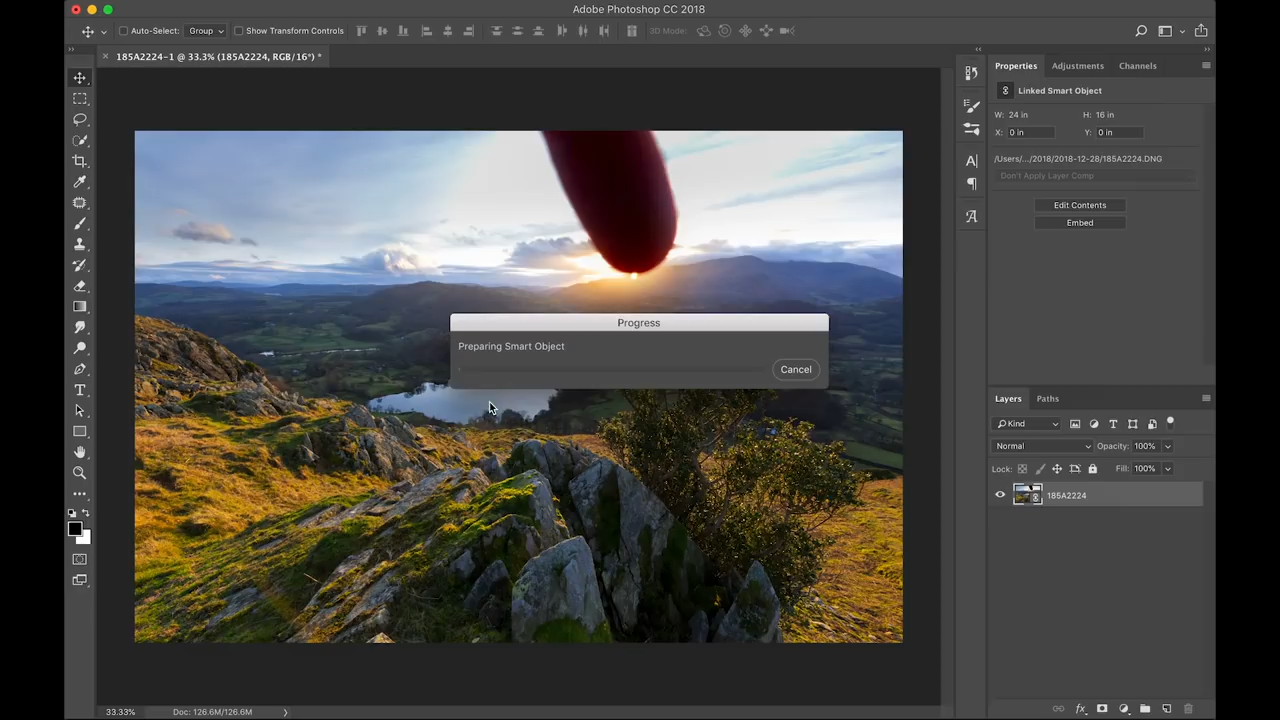 Adobe Photoshop CC 2018
Auto-Select: Group Show Transform Controls 3D Mode:
185A2224-1 @ 33.3% (185A2224, RGB/16*) *
Properties Adjustments Channels
Linked Smart Object
W: 24 in H: 16 in
X: 0 in Y: 0 in
/Users/.../2018/2018-12-28/185A2224.DNG
Don't Apply Layer Comp
Edit Contents
Embed
Progress
Preparing Smart Object
Cancel
Layers Paths
Kind
Normal Opacity: 100%
Lock: Fill: 100%
185A2224
33.33% Doc: 126.6M/126.6M